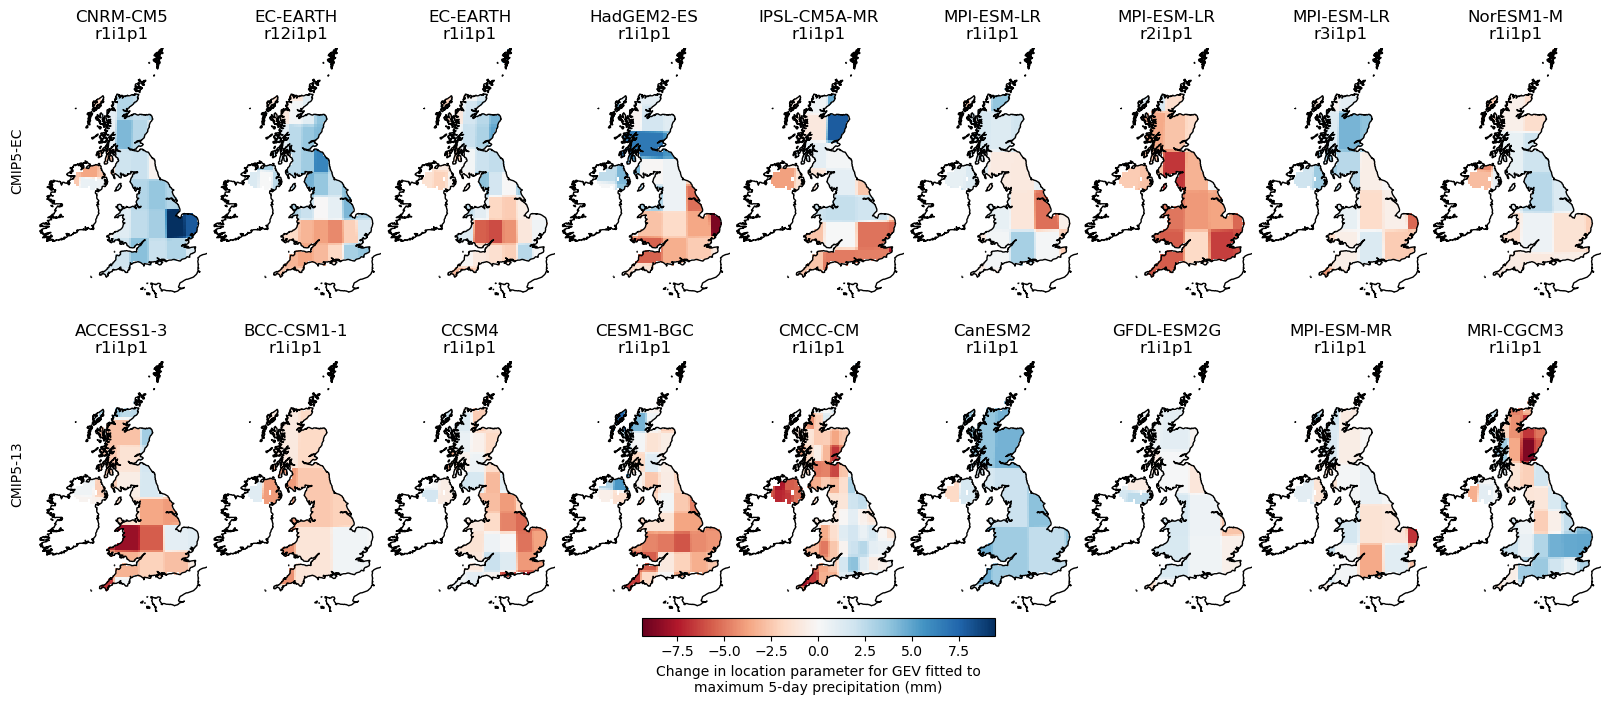 CNRM-CM5 EC-EARTH EC-EARTH HadGEM2-ES IPSL-CM5A-MR MPI-ESM-LR MPI-ESM-LR MPI-ESM-LR NorESM1-M
r1i1p1 r12i1p1 r1i1p1 r1i1p1 r1i1p1 r1i1p1 r2i1p1 r3i1p1 r1i1p1
CMIP5-EC
ACCESS1-3 BCC-CSM1-1 CCSM4 CESM1-BGC CMCC-CM CanESM2 GFDL-ESM2G MPI-ESM-MR MRI-CGCM3
r1i1p1 r1i1p1 r1i1p1 r1i1p1 r1i1p1 r1i1p1 r1i1p1 r1i1p1 r1i1p1
CMIP5-13
−7.5 −5.0 −2.5 0.0 2.5 5.0 7.5
Change in location parameter for GEV fitted to
maximum 5-day precipitation (mm)